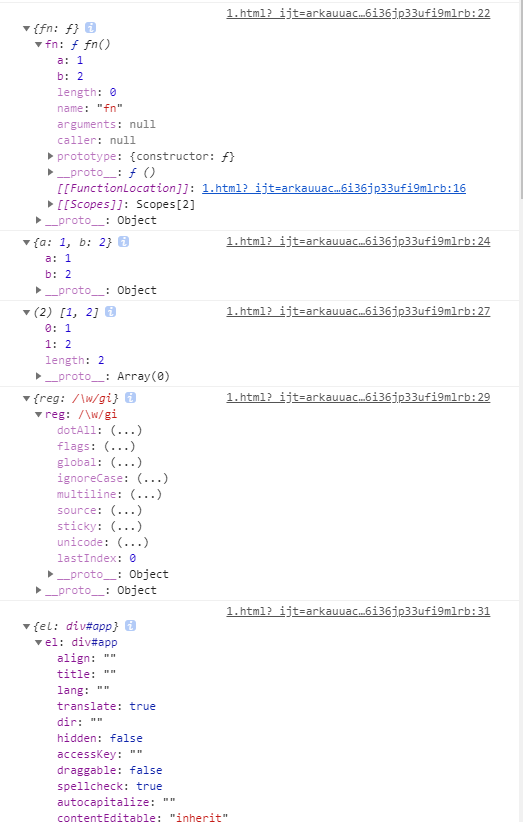 1.html?_ijt=arkauuac…6i36jp33ufi9mlrb:22
{fn: ƒ} i
fn: ƒ fn()
a: 1
b: 2
length: 0
name: "fn"
arguments: null
caller: null
prototype: {constructor: ƒ}
__proto__: ƒ ()
[[FunctionLocation]]: 1.html?_ijt=arkauuac…6i36jp33ufi9mlrb:16
[[Scopes]]: Scopes[2]
__proto__: Object
{a: 1, b: 2} i 1.html?_ijt=arkauuac…6i36jp33ufi9mlrb:24
a: 1
b: 2
__proto__: Object
(2) [1, 2] i 1.html?_ijt=arkauuac…6i36jp33ufi9mlrb:27
0: 1
1: 2
length: 2
__proto__: Array(0)
{reg: /\w/gi} i 1.html?_ijt=arkauuac…6i36jp33ufi9mlrb:29
reg: /\w/gi
dotAll: (...)
flags: (...)
global: (...)
ignoreCase: (...)
multiline: (...)
source: (...)
sticky: (...)
unicode: (...)
lastIndex: 0
__proto__: Object
__proto__: Object
1.html?_ijt=arkauuac…6i36jp33ufi9mlrb:31
{el: div#app} i
el: div#app
align: ""
title: ""
lang: ""
translate: true
dir: ""
hidden: false
accessKey: ""
draggable: false
spellcheck: true
autocapitalize: ""
contentEditable: "inherit"